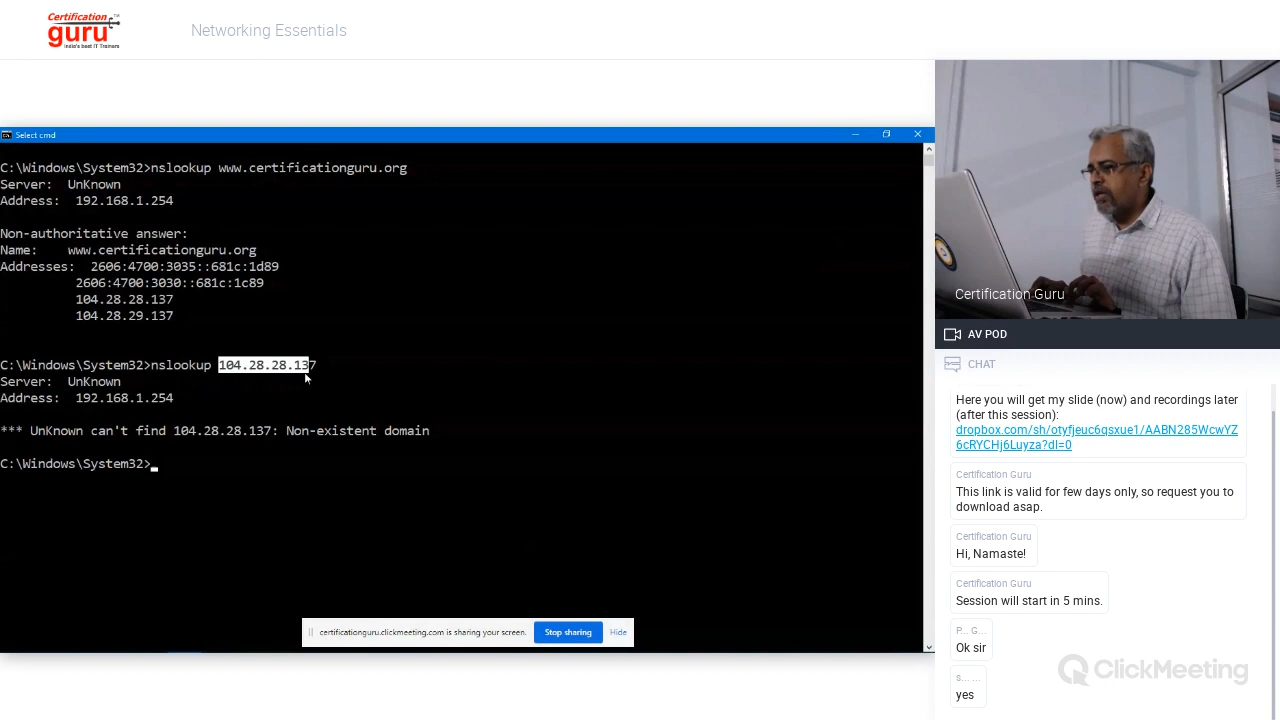 Certification
guru
India's best IT Trainers
Networking Essentials
Select cmd
C:\Windows\System32>nslookup www.certificationguru.org
Server:  UnKnown
Address:  192.168.1.254
Non-authoritative answer:
Name:    www.certificationguru.org
Addresses:  2606:4700:3035::681c:1d89
2606:4700:3030::681c:1c89
104.28.28.137
104.28.29.137
C:\Windows\System32>nslookup 104.28.28.137
Server:  UnKnown
Address:  192.168.1.254
*** UnKnown can't find 104.28.28.137: Non-existent domain
C:\Windows\System32>
certificationguru.clickmeeting.com is sharing your screen.
Stop sharing
Hide
Certification Guru
AV POD
CHAT
Here you will get my slide (now) and recordings later
(after this session):
dropbox.com/sh/otyfjeuc6qsxue1/AABN285WcwYZ
6cRYCHj6Luyza?dl=0
Certification Guru
This link is valid for few days only, so request you to
download asap.
Certification Guru
Hi, Namaste!
Certification Guru
Session will start in 5 mins.
P... G...
Ok sir
s... ...
yes
ClickMeeting